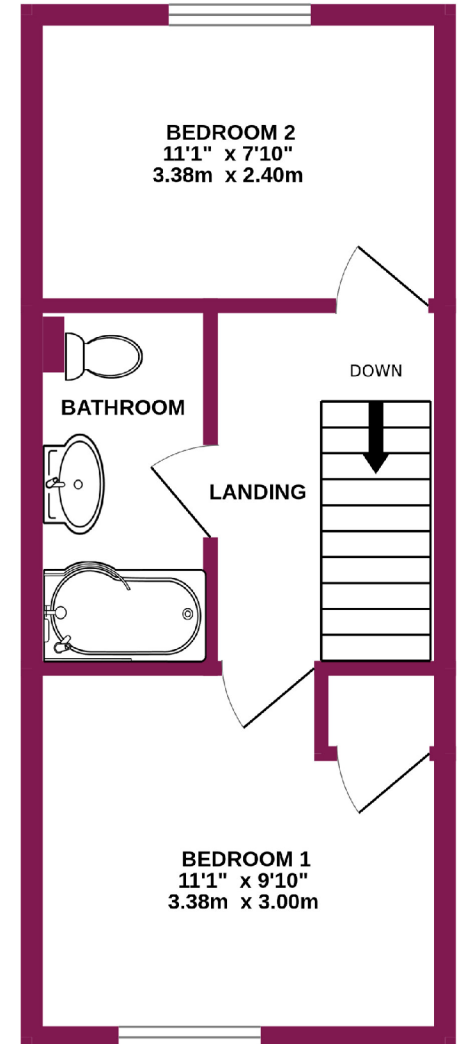 BEDROOM 2
11'1" x 7'10"
3.38m x 2.40m
DOWN
BATHROOM
LANDING
BEDROOM 1
11'1" x 9'10"
3.38m x 3.00m